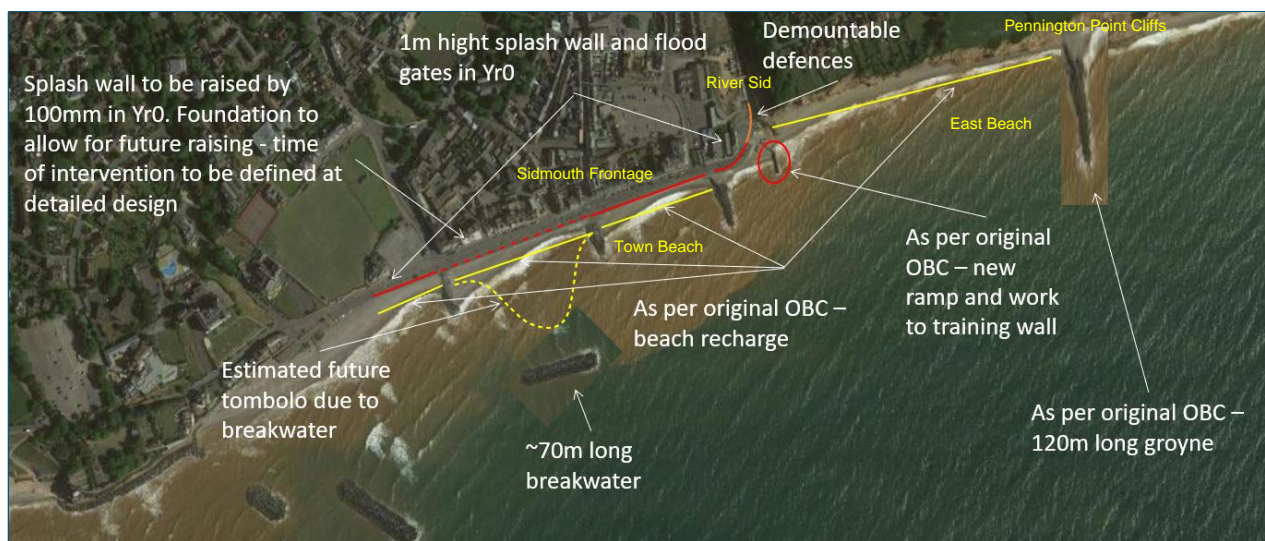 1m hight splash wall and flood
gates in Yr0
Demountable
defences
Pennington Point Cliffs
Splash wall to be raised by
100mm in Yr0. Foundation to
allow for future raising - time
of intervention to be defined at
detailed design
River Sid
East Beach
Sidmouth Frontage
Town Beach
As per original
OBC – new
ramp and work
to training wall
As per original OBC –
beach recharge
Estimated future
tombolo due to
breakwater
~70m long
breakwater
As per original OBC –
120m long groyne